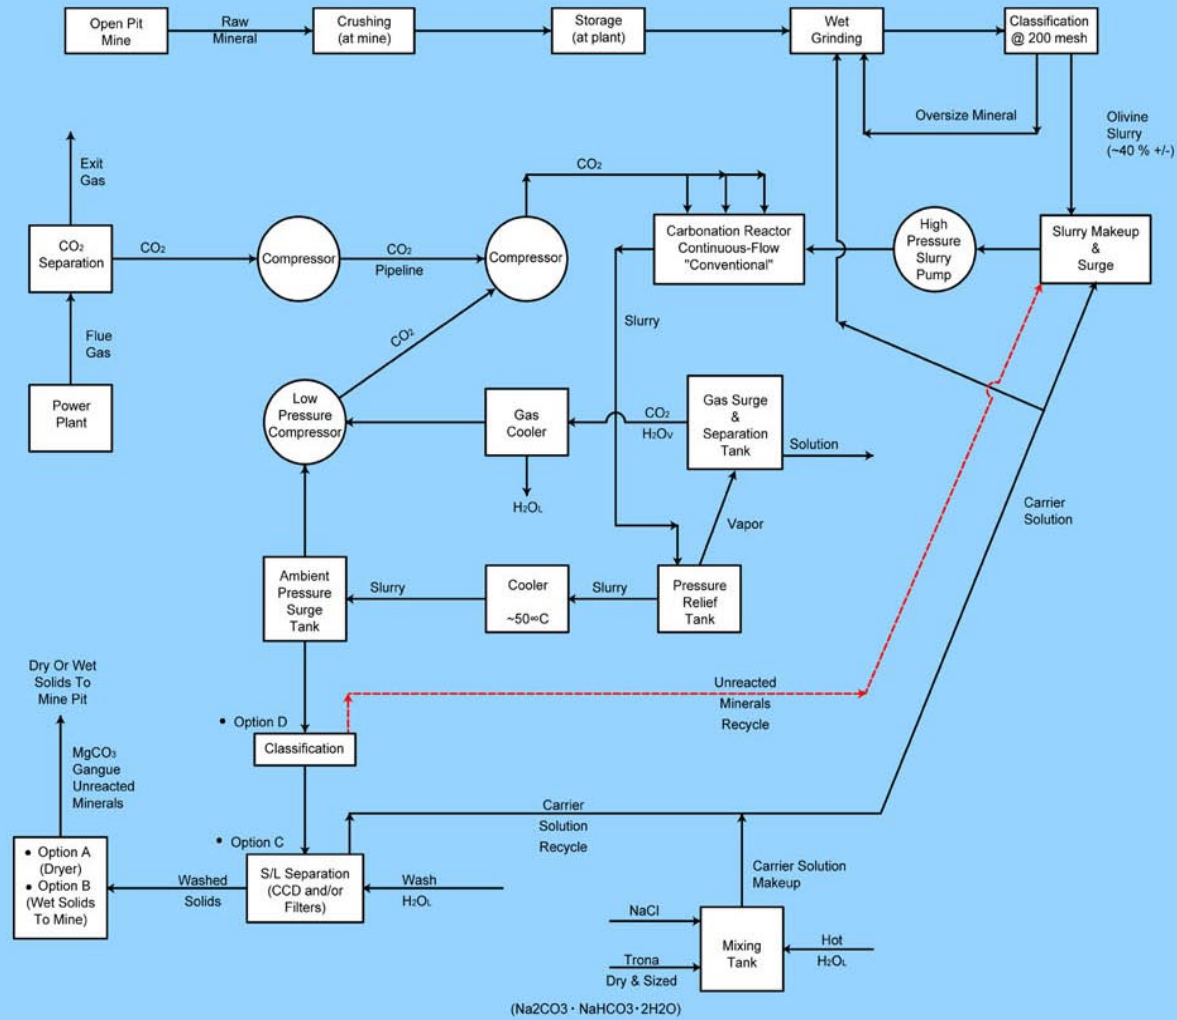 Open Pit
Mine
Raw
Mineral
Crushing
(at mine)
Storage
(at plant)
Wet
Grinding
Classification
@ 200 mesh
Oversize Mineral
Olivine
Slurry
(~40 % +/-)
Exit
Gas
CO2
Separation
CO2
Compressor
CO2
Pipeline
Compressor
CO2
Carbonation Reactor
Continuous-Flow
"Conventional"
High
Pressure
Slurry
Pump
Slurry Makeup
&
Surge
Flue
Gas
Power
Plant
CO2
Low
Pressure
Compressor
Gas
Cooler
H2OL
CO2
H2OV
Slurry
Gas Surge
&
Separation
Tank
Solution
Vapor
Carrier
Solution
Ambient
Pressure
Surge
Tank
Slurry
Cooler
~50∞C
Slurry
Pressure
Relief
Tank
Unreacted
Minerals
Recycle
Dry Or Wet
Solids To
Mine Pit
MgCO3
Gangue
Unreacted
Minerals
• Option D
Classification
• Option C
Carrier
Solution
Recycle
• Option A
(Dryer)
• Option B
(Wet Solids
To Mine)
Washed
Solids
S/L Separation
(CCD and/or
Filters)
Wash
H2OL
Carrier Solution
Makeup
NaCl
Trona
Dry & Sized
Mixing
Tank
Hot
H2OL
(Na2CO3 · NaHCO3·2H2O)